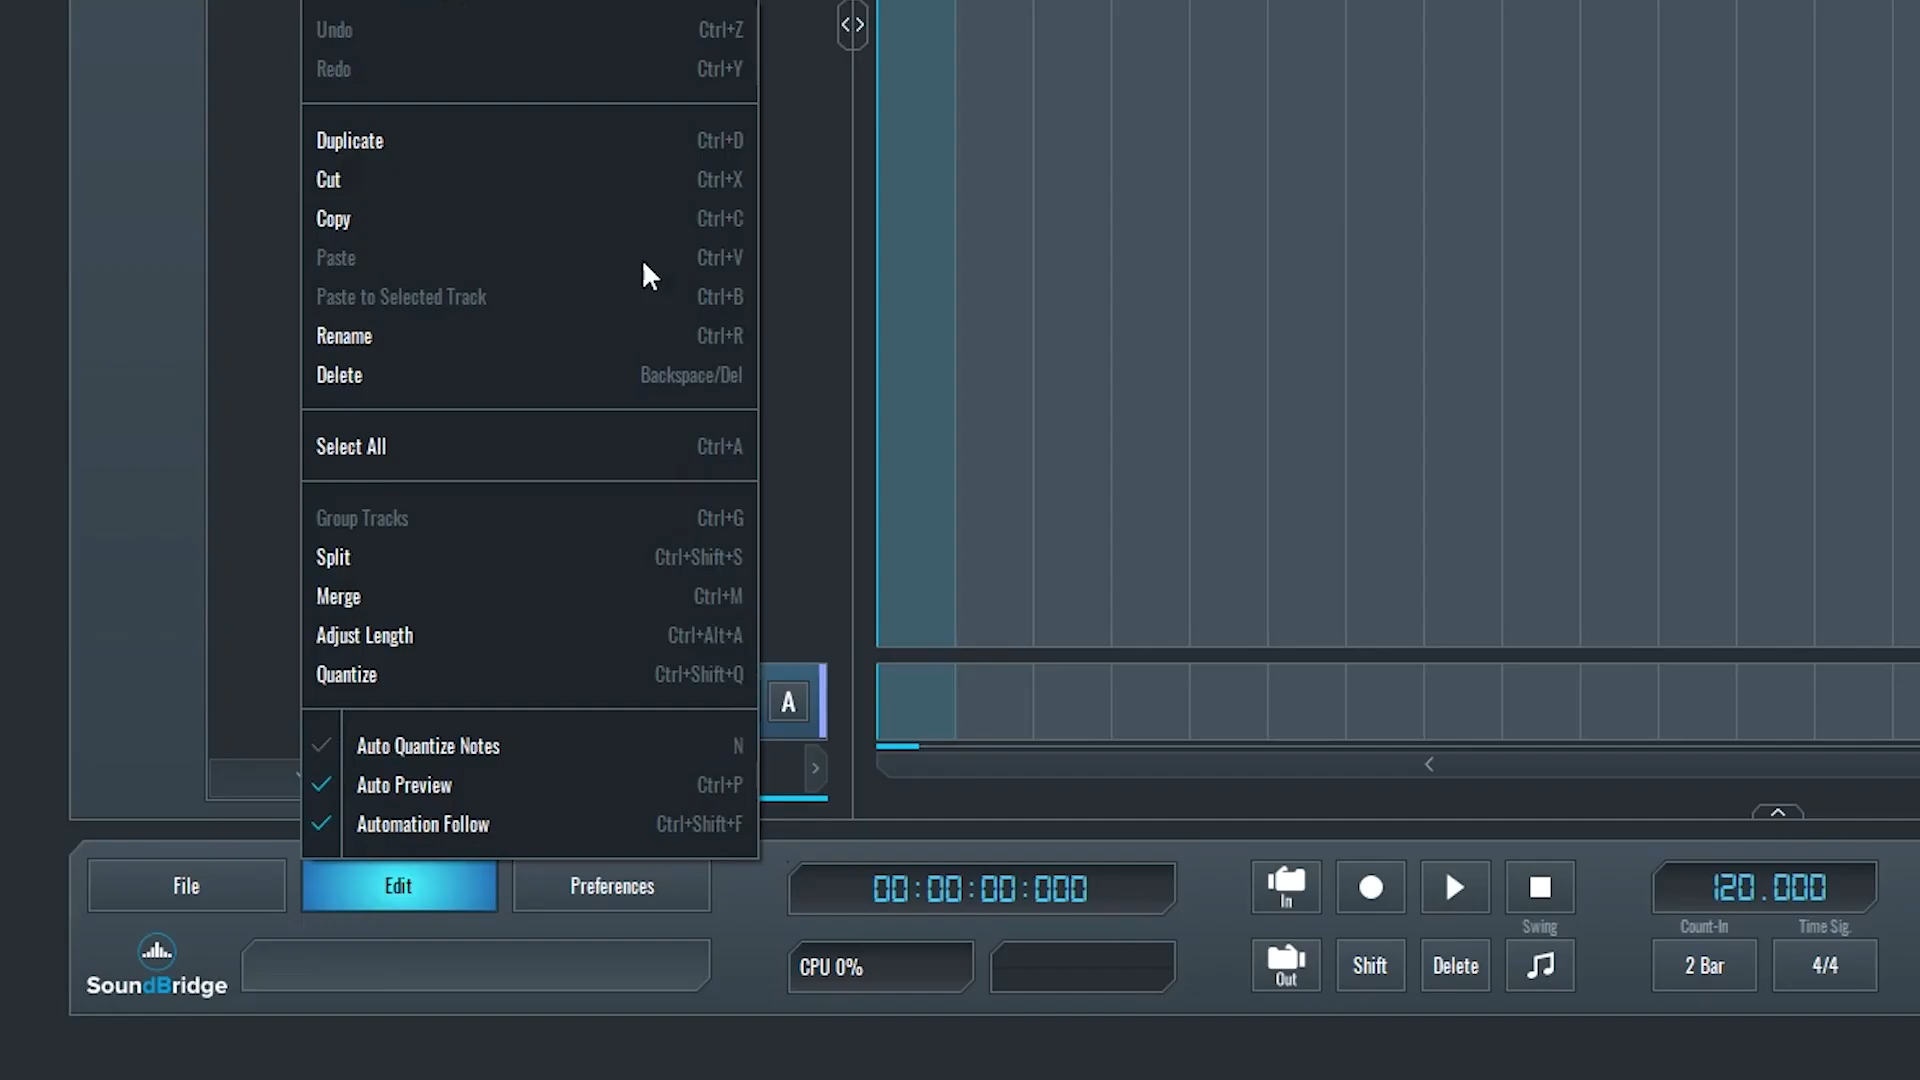 Undo Ctrl+Z
Redo Ctrl+Y
Duplicate Ctrl+D
Cut Ctrl+X
Copy Ctrl+C
Paste Ctrl+V
Paste to Selected Track Ctrl+B
Rename Ctrl+R
Delete Backspace/Del
Select All Ctrl+A
Group Tracks Ctrl+G
Split Ctrl+Shift+S
Merge Ctrl+M
Adjust Length Ctrl+Alt+A
Quantize Ctrl+Shift+Q
A
Auto Quantize Notes N
Auto Preview Ctrl+P
Automation Follow Ctrl+Shift+F
File Edit Preferences 00:00:00:000 In 120.000
Swing Count-In Time Sig.
SoundBridge CPU 0% Out Shift Delete 2 Bar 4/4